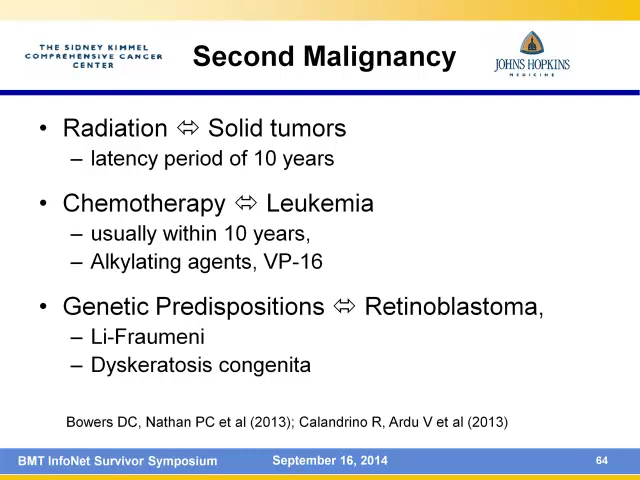 THE SIDNEY KIMMEL
COMPREHENSIVE CANCER
CENTER
Second Malignancy
JOHNS HOPKINS
MEDICINE
• Radiation ⬄ Solid tumors
– latency period of 10 years
• Chemotherapy ⬄ Leukemia
– usually within 10 years,
– Alkylating agents, VP-16
• Genetic Predispositions ⬄ Retinoblastoma,
– Li-Fraumeni
– Dyskeratosis congenita
Bowers DC, Nathan PC et al (2013); Calandrino R, Ardu V et al (2013)
BMT InfoNet Survivor Symposium
September 16, 2014
64